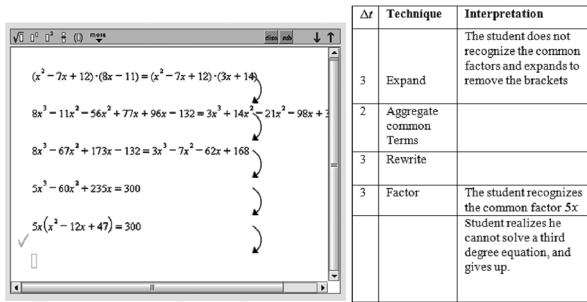 more
(x² − 7x + 12)·(8x − 11) = (x² − 7x + 12)·(3x + 14)
8x³ − 11x² − 56x² + 77x + 96x − 132 = 3x³ + 14x² − 21x² − 98x + 3
8x³ − 67x² + 173x − 132 = 3x³ − 7x² − 62x + 168
5x³ − 60x² + 235x = 300
5x(x² − 12x + 47) = 300
Δt Technique Interpretation
The student does not
recognize the common
factors and expands to
3 Expand remove the brackets
2 Aggregate
common
Terms
3 Rewrite
3 Factor The student recognizes
the common factor 5x
Student realizes he
cannot solve a third
degree equation, and
gives up.